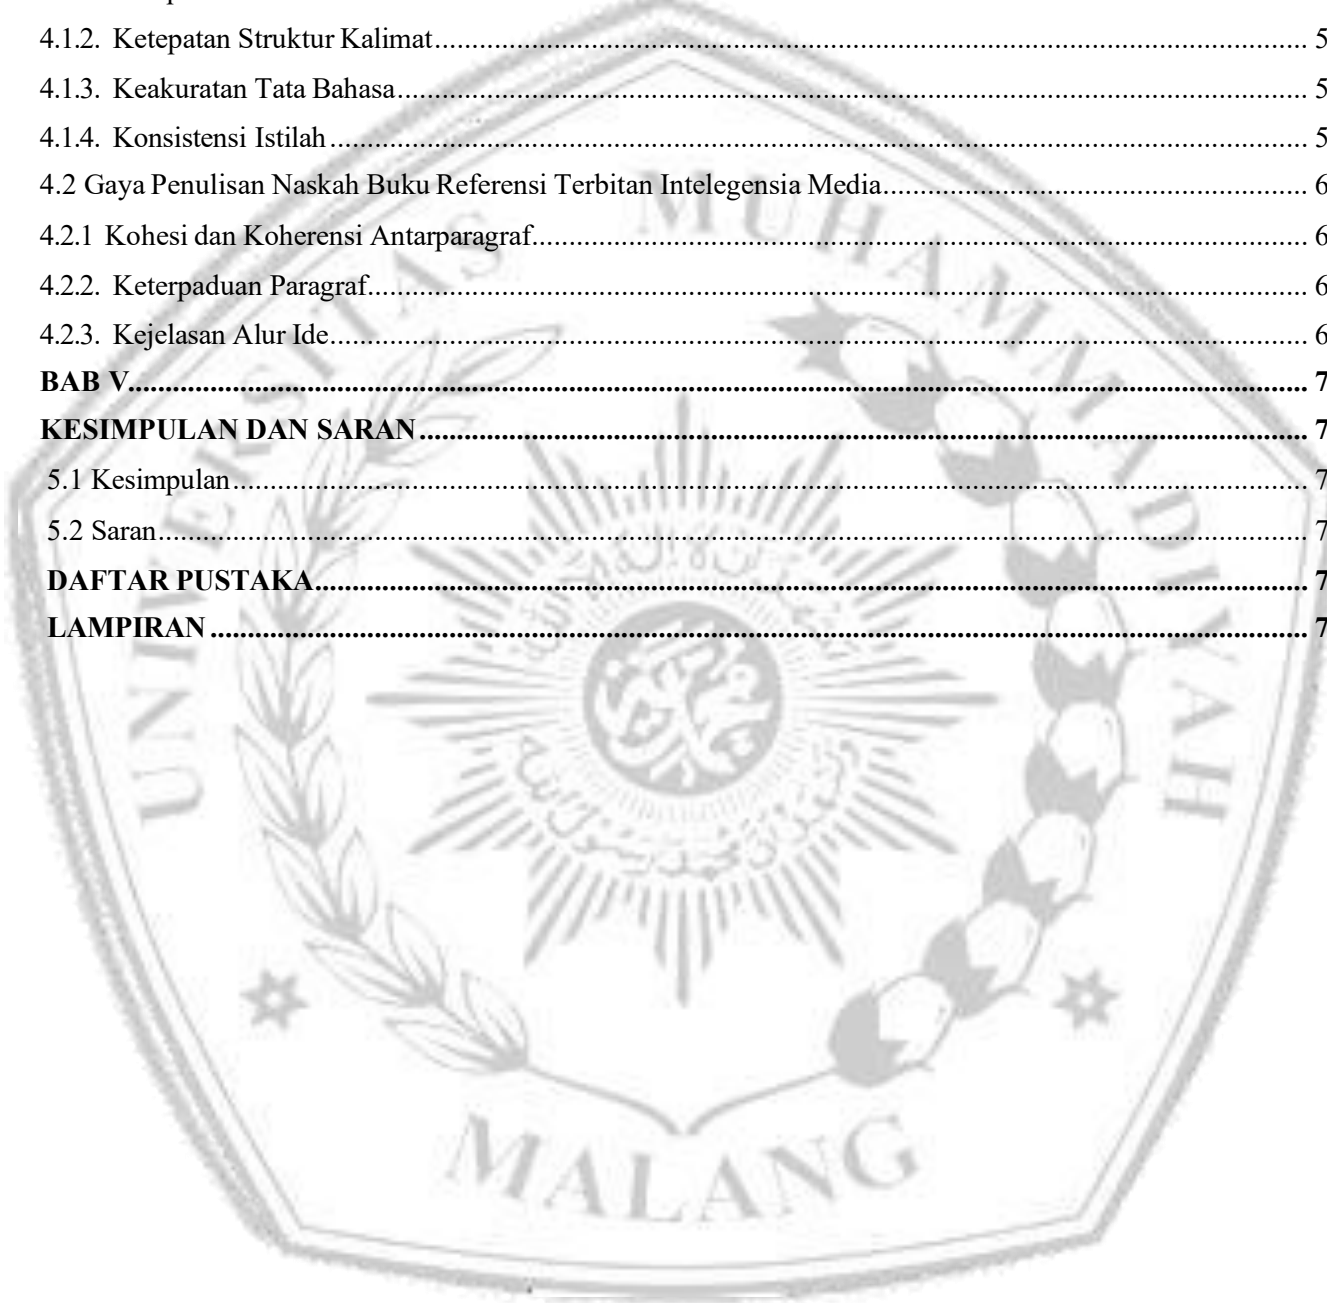 4.1.2. Ketepatan Struktur Kalimat 5
4.1.3. Keakuratan Tata Bahasa 5
4.1.4. Konsistensi Istilah 5
4.2 Gaya Penulisan Naskah Buku Referensi Terbitan Intelegensia Media 6
4.2.1 Kohesi dan Koherensi Antarparagraf 6
4.2.2. Keterpaduan Paragraf 6
4.2.3. Kejelasan Alur Ide 6
BAB V 7
KESIMPULAN DAN SARAN 7
5.1 Kesimpulan 7
5.2 Saran 7
DAFTAR PUSTAKA 7
LAMPIRAN 7
UNIVERSITAS MUHAMMADIYAH
MALANG